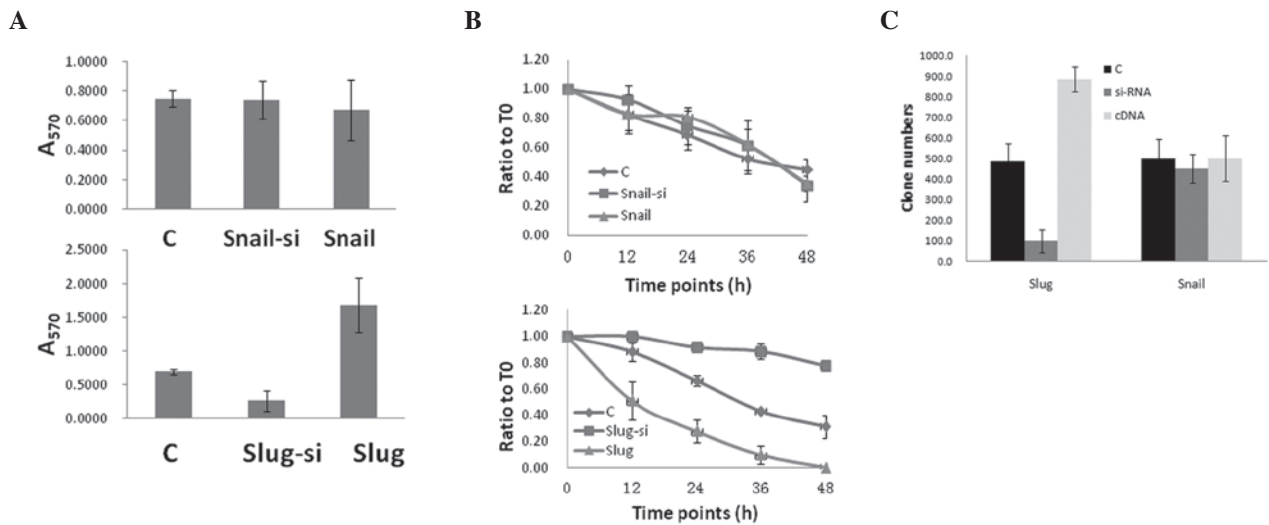 A
A570
1.0000
0.8000
0.6000
0.4000
0.2000
0.0000
C Snail-si Snail
A570
2.5000
2.0000
1.5000
1.0000
0.5000
0.0000
C Slug-si Slug
B
Ratio to T0
1.20
1.00
0.80
0.60
0.40
0.20
0.00
C
Snail-si
Snail
0 12 24 36 48
Time points (h)
Ratio to T0
1.20
1.00
0.80
0.60
0.40
0.20
0.00
C
Slug-si
Slug
0 12 24 36 48
Time points (h)
C
Clone numbers
1000.0
900.0
800.0
700.0
600.0
500.0
400.0
300.0
200.0
100.0
0.0
C
si-RNA
cDNA
Slug Snail